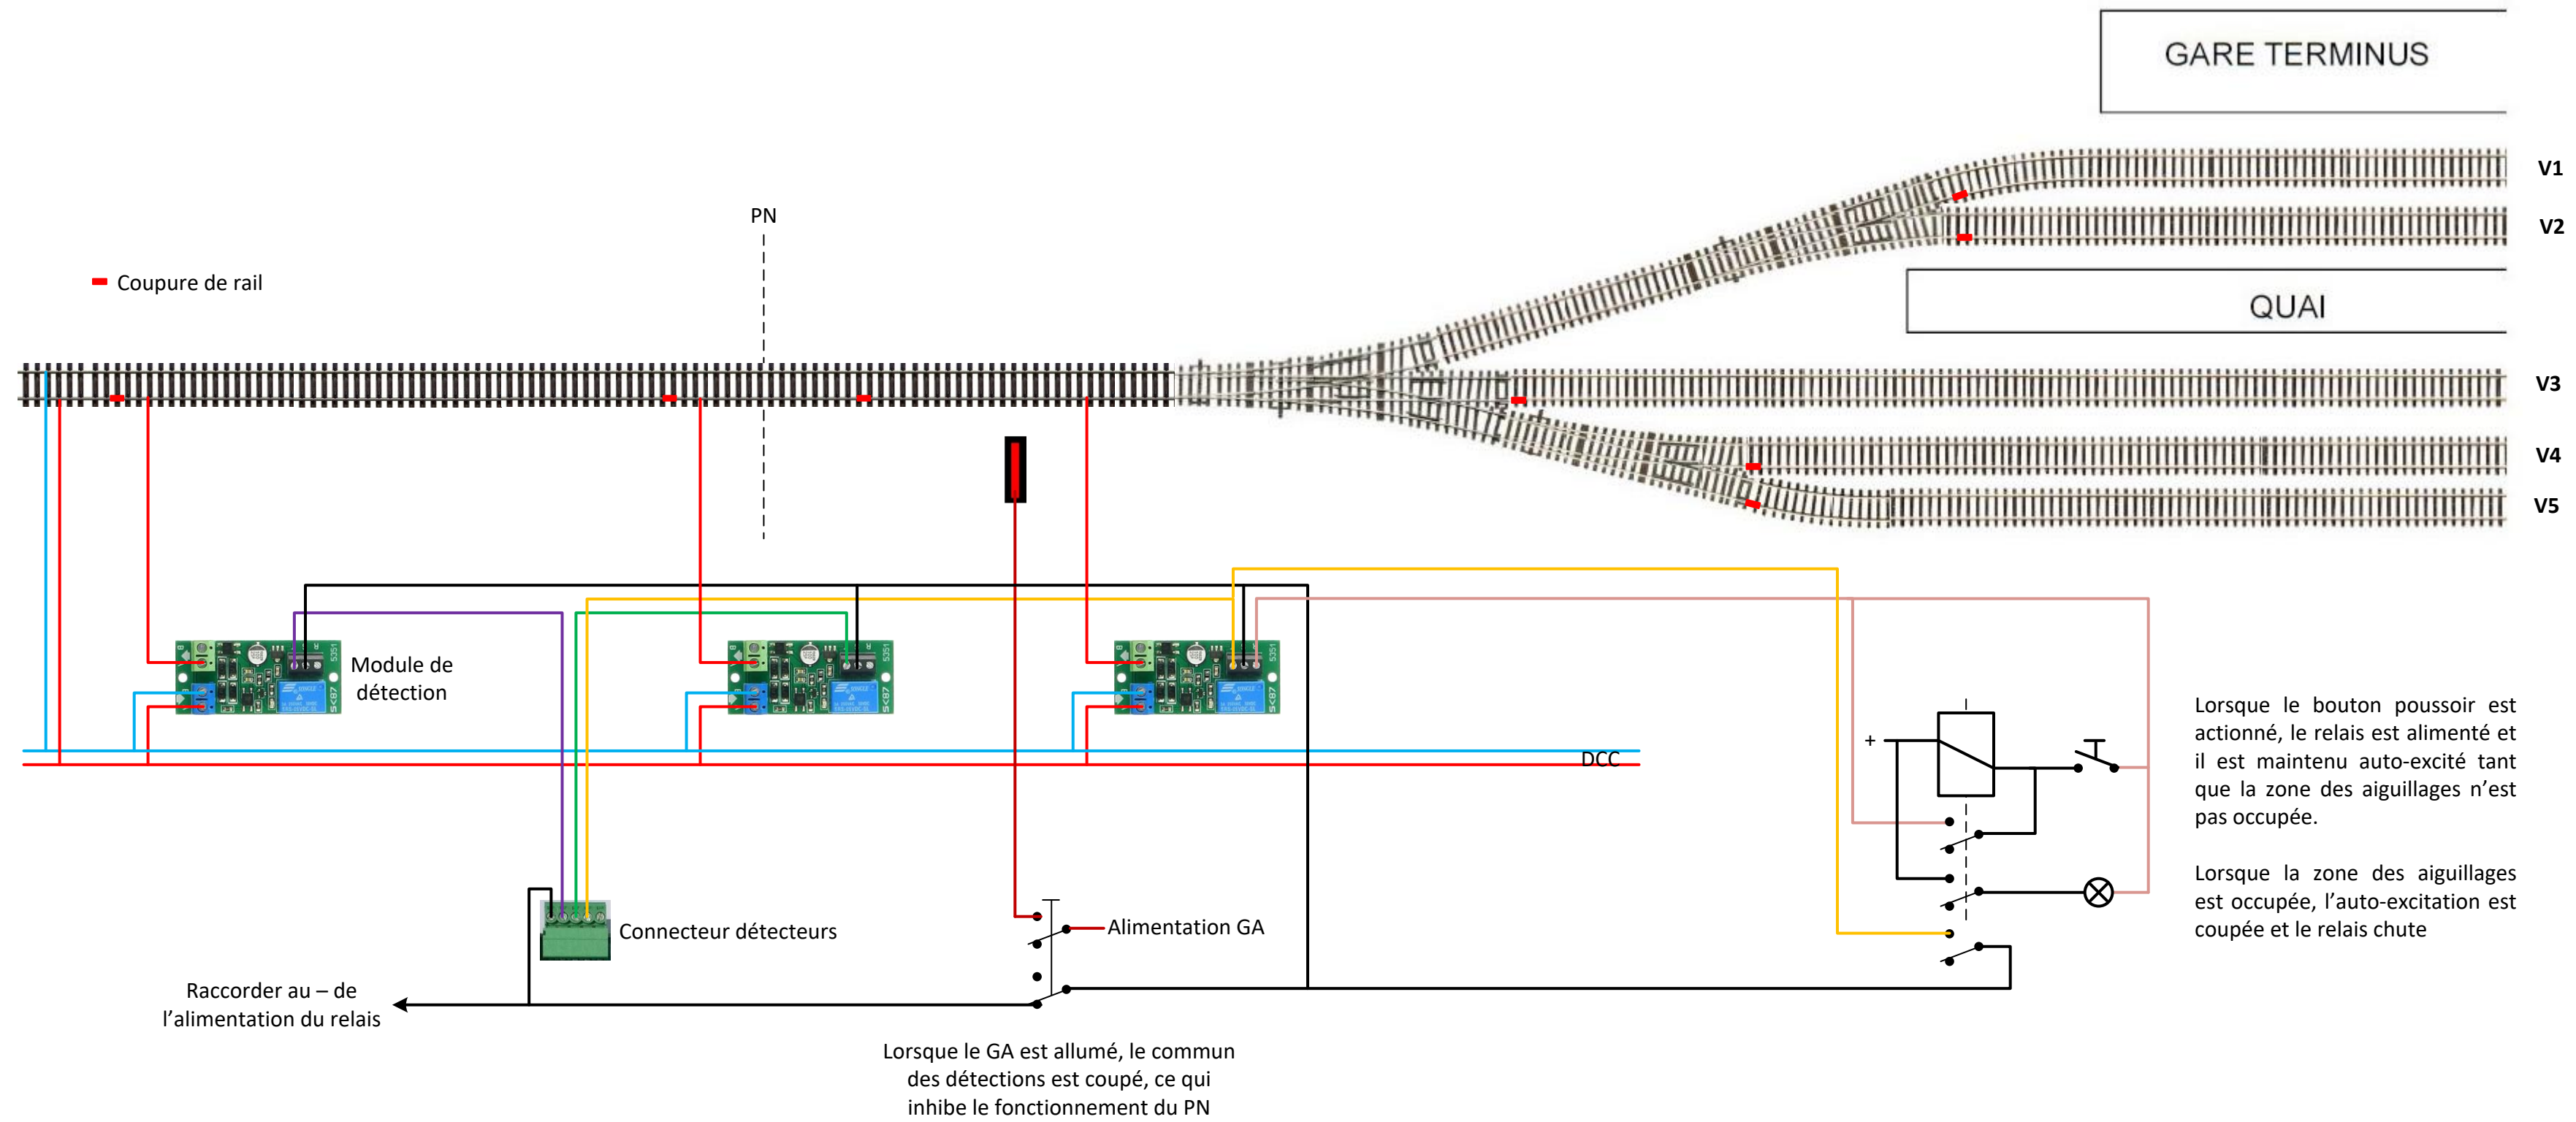 GARE TERMINUS
V1
PN
V2
Coupure de rail
QUAI
V3
V4
V5
Module de
détection
Lorsque le bouton poussoir est
actionné, le relais est alimenté et
il est maintenu auto-excité tant
que la zone des aiguillages n’est
pas occupée.
+
DCC
Lorsque la zone des aiguillages
est occupée, l’auto-excitation est
coupée et le relais chute
Connecteur détecteurs
Alimentation GA
Raccorder au – de
l’alimentation du relais
Lorsque le GA est allumé, le commun
des détections est coupé, ce qui
inhibe le fonctionnement du PN